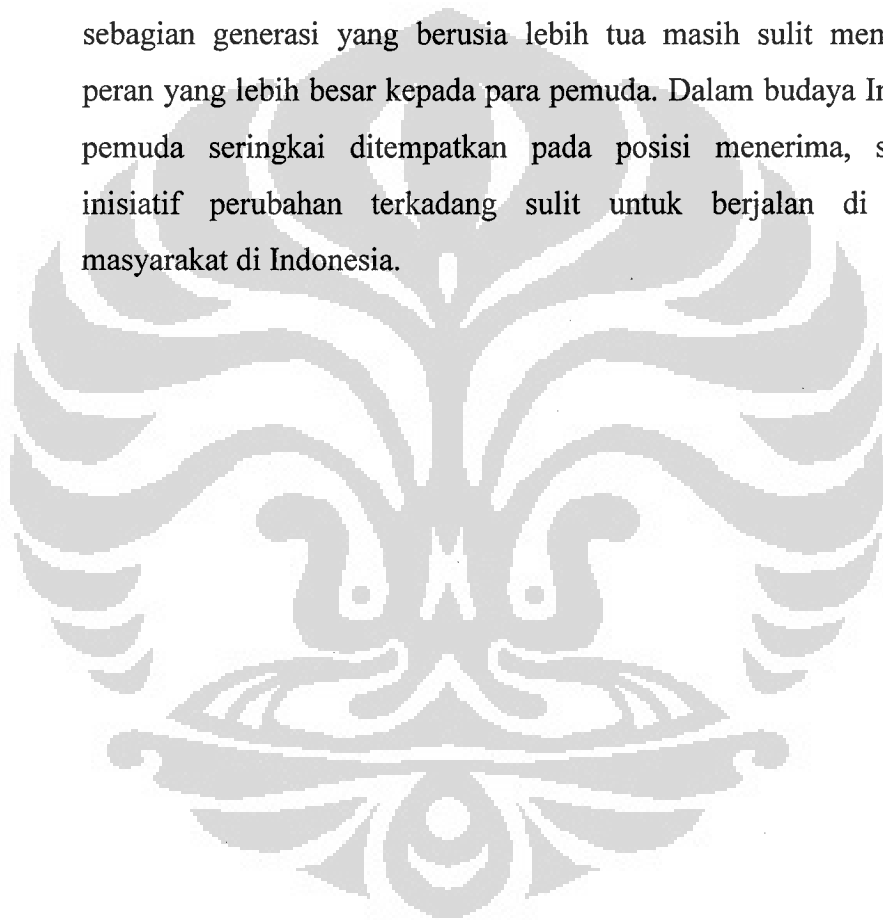 sebagian generasi yang berusia lebih tua masih sulit mem
peran yang lebih besar kepada para pemuda. Dalam budaya In
pemuda seringkai ditempatkan pada posisi menerima, s
inisiatif perubahan terkadang sulit untuk berjalan di
masyarakat di Indonesia.